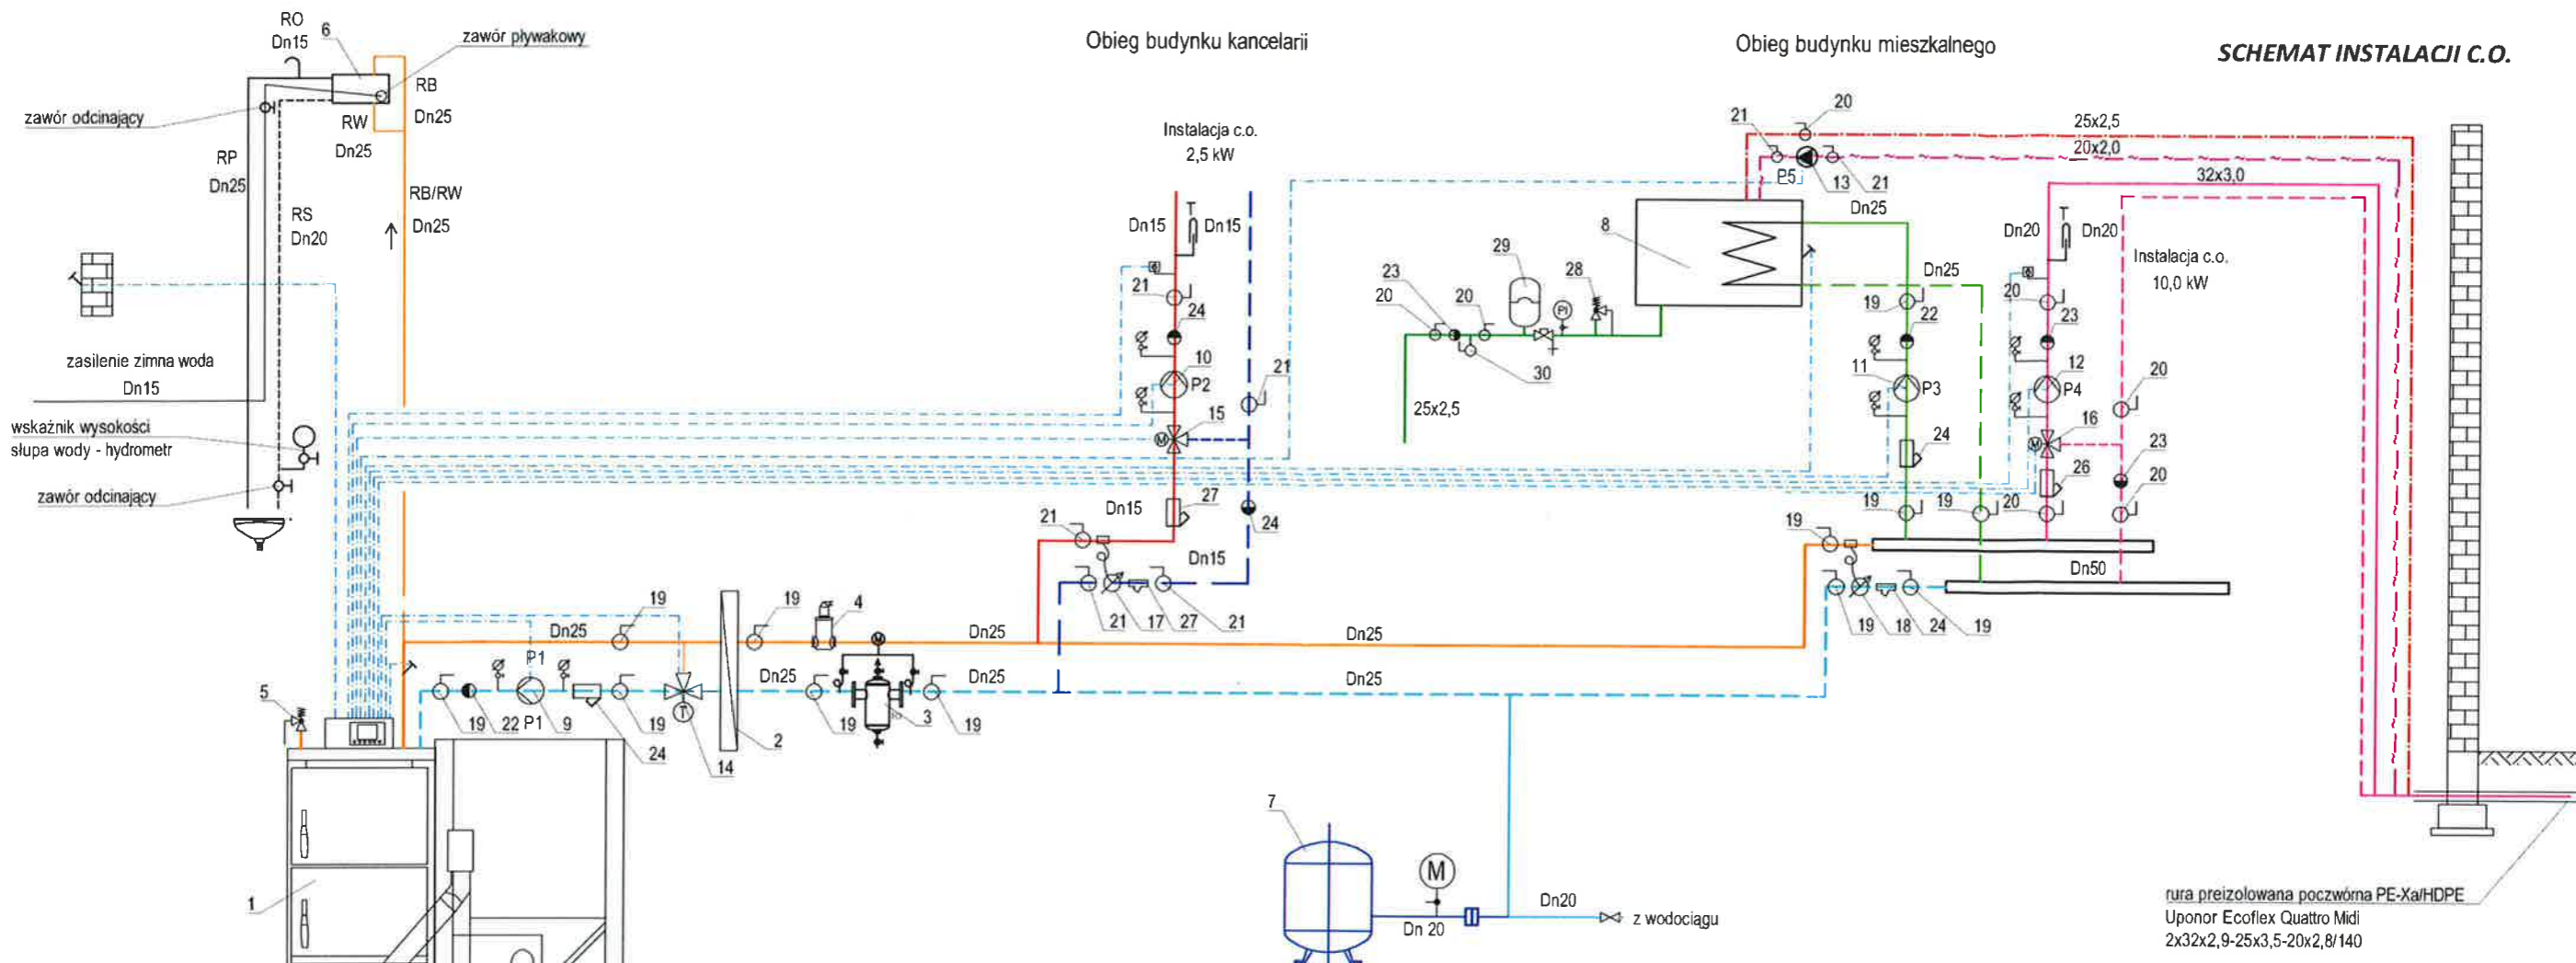 SCHEMAT INSTALACJI C.O.
Obieg budynku kancelarii
Obieg budynku mieszkalnego
RO
Dn15
6
zawór pływakowy
zawór odcinający
RB
Dn25
RW
Dn25
RP
Dn25
RS
Dn20
RB/RW
Dn25
zasilenie zimna woda
Dn15
wskaźnik wysokości
słupa wody - hydrometr
zawór odcinający
Instalacja c.o.
2,5 kW
Dn15
T
Dn15
21
24
10
P2
21
15
M
Dn15
27
24
21
Dn15
21
17
27
21
20
21
25x2,5
20x2,0
P5
13
21
32x3,0
Dn25
8
29
28
23
20
20
PI
30
25x2,5
Dn25
19
22
11
P3
24
19
19
Dn20
T
Dn20
Instalacja c.o.
10,0 kW
20
23
12
P4
20
16
M
23
26
20
20
19
Dn50
19
18
24
19
19
Dn25
19
4
M
Dn25
Dn25
P1
Dn25
Dn25
Dn25
5
19
22
P1
9
19
24
T
14
2
19
3
19
1
7
M
Dn 20
Dn20
z wodociągu
rura preizolowana poczwórna PE-Xa/HDPE
Uponor Ecoflex Quattro Midi
2x32x2,9-25x3,5-20x2,8/140